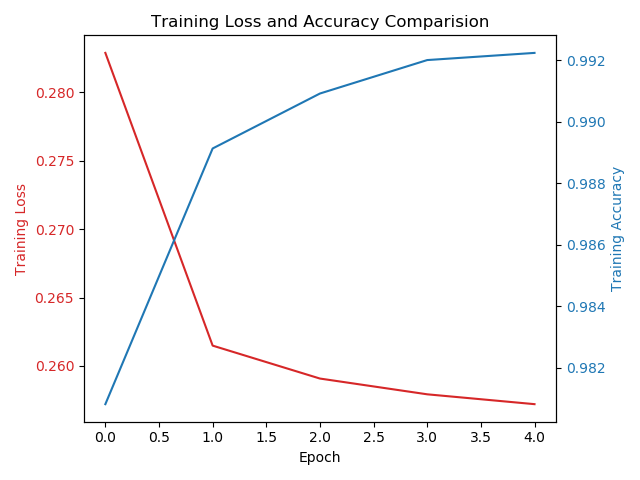 Training Loss and Accuracy Comparision
0.280
0.275
0.270
0.265
0.260
Training Loss
0.992
0.990
0.988
0.986
0.984
0.982
Training Accuracy
0.0 0.5 1.0 1.5 2.0 2.5 3.0 3.5 4.0
Epoch